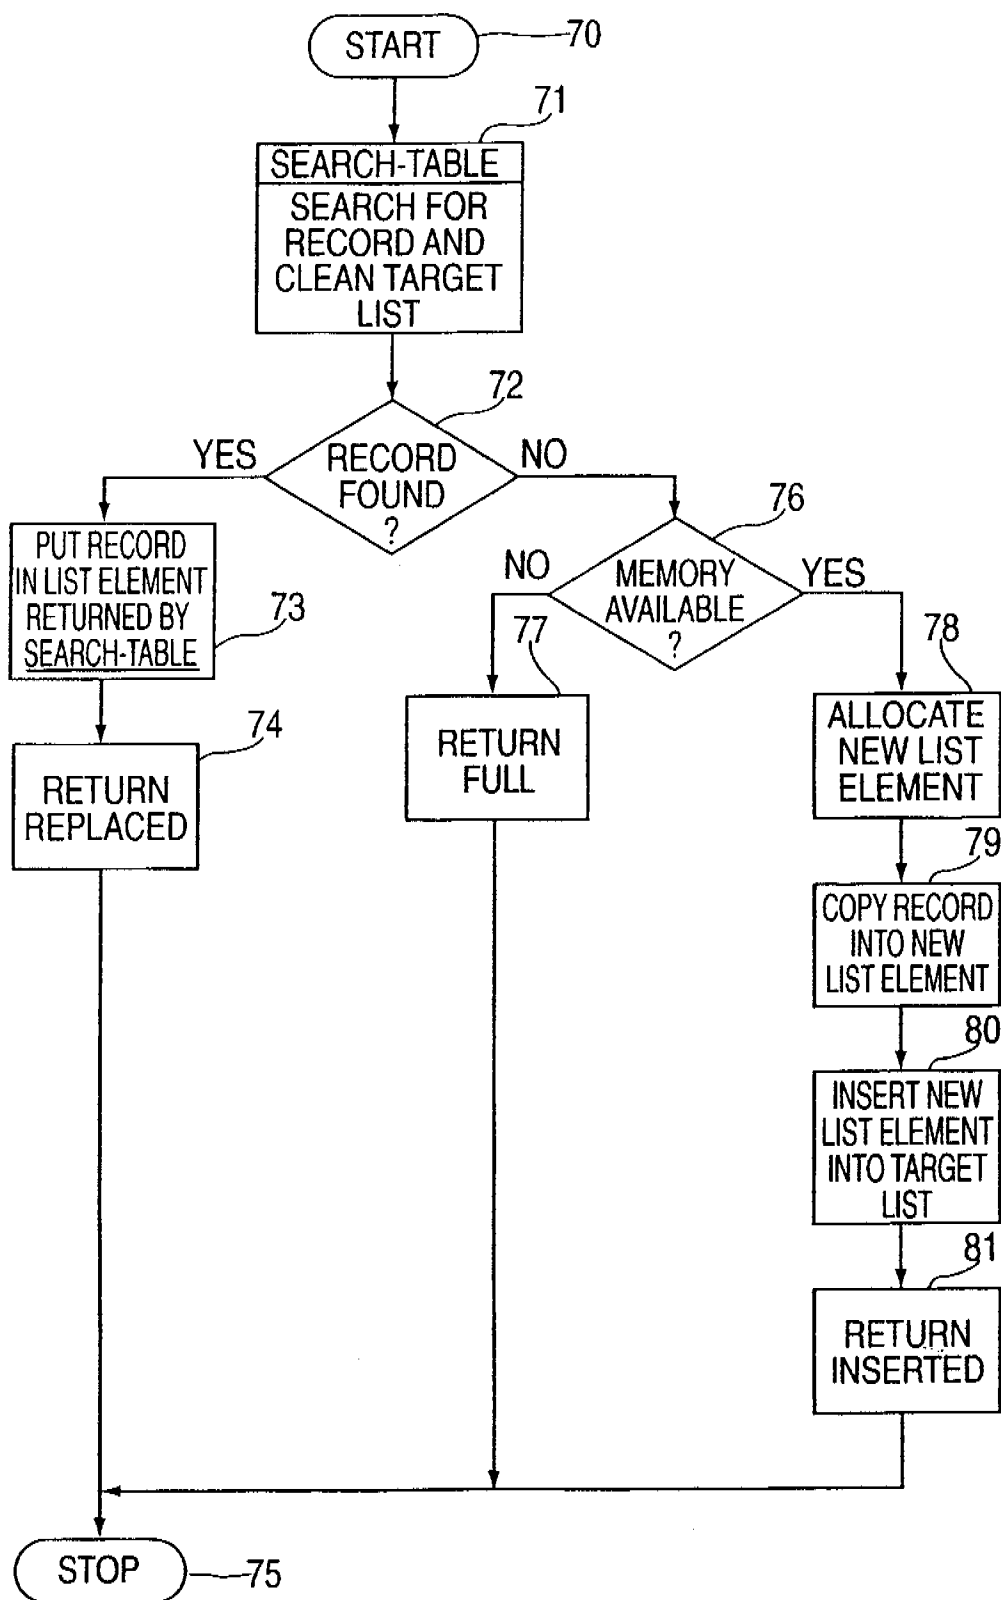 START
70
71
SEARCH-TABLE
SEARCH FOR
RECORD AND
CLEAN TARGET
LIST
72
YES
RECORD
FOUND
?
NO
76
PUT RECORD
IN LIST ELEMENT
RETURNED BY
SEARCH-TABLE
73
NO
MEMORY
AVAILABLE
?
YES
77
78
74
RETURN
REPLACED
RETURN
FULL
ALLOCATE
NEW LIST
ELEMENT
79
COPY RECORD
INTO NEW
LIST ELEMENT
80
INSERT NEW
LIST ELEMENT
INTO TARGET
LIST
81
RETURN
INSERTED
STOP
75